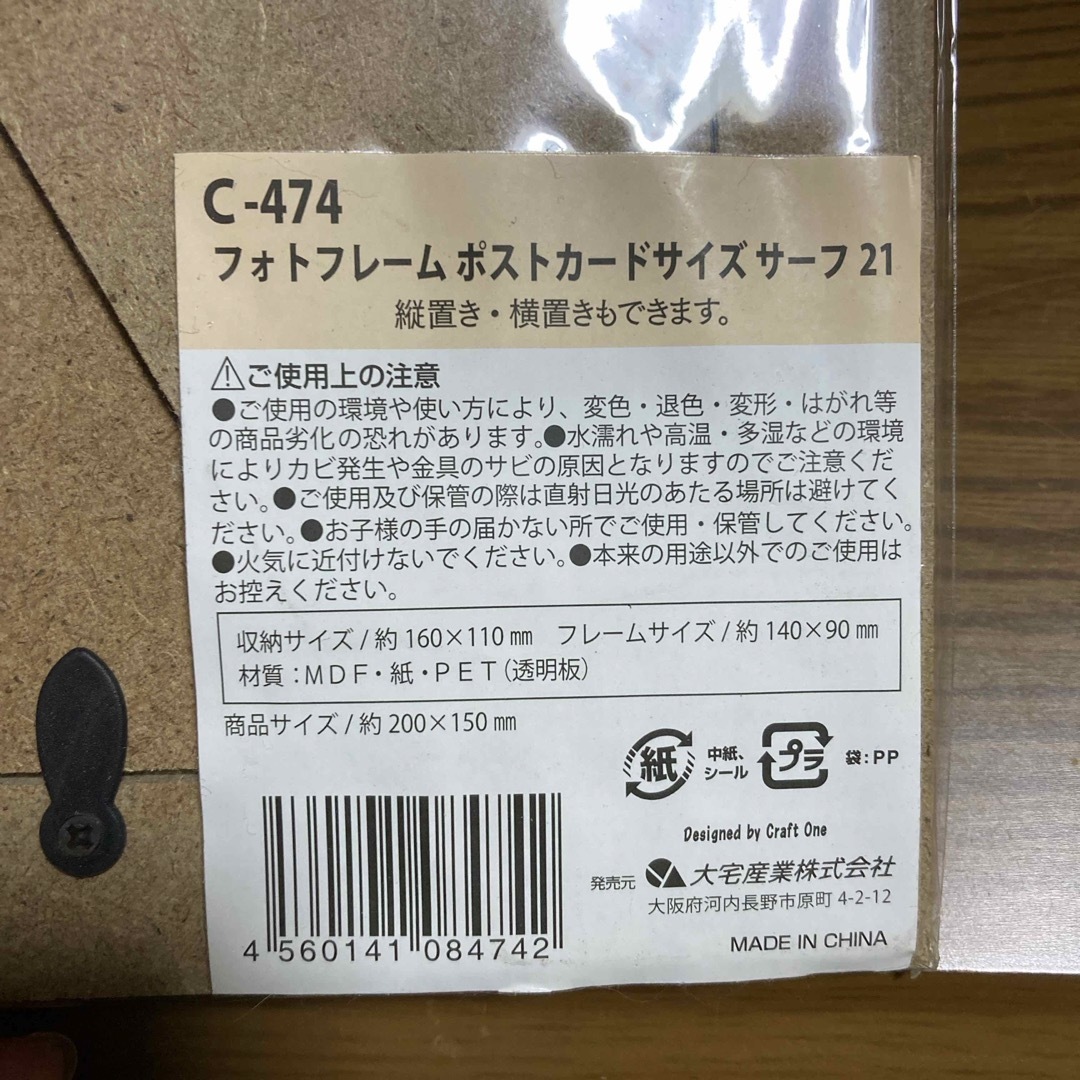 C-474
フォトフレーム ポストカードサイズ サーフ 21
縦置き・横置きもできます。
⚠ご使用上の注意
●ご使用の環境や使い方により、変色・退色・変形・はがれ等
の商品劣化の恐れがあります。●水濡れや高温・多湿などの環境
によりカビ発生や金具のサビの原因となりますのでご注意くだ
さい。●ご使用及び保管の際は直射日光のあたる場所は避けてく
ださい。●お子様の手の届かない所でご使用・保管してください。
●火気に近付けないでください。●本来の用途以外でのご使用は
お控えください。
収納サイズ/約160×110㎜ フレームサイズ/約140×90㎜
材質:MDF・紙・PET(透明板)
商品サイズ/約200×150㎜
紙 中紙、シール プラ 袋:PP
Designed by Craft One
発売元 大宅産業株式会社
大阪府河内長野市原町 4-2-12
4 560141 084742
MADE IN CHINA